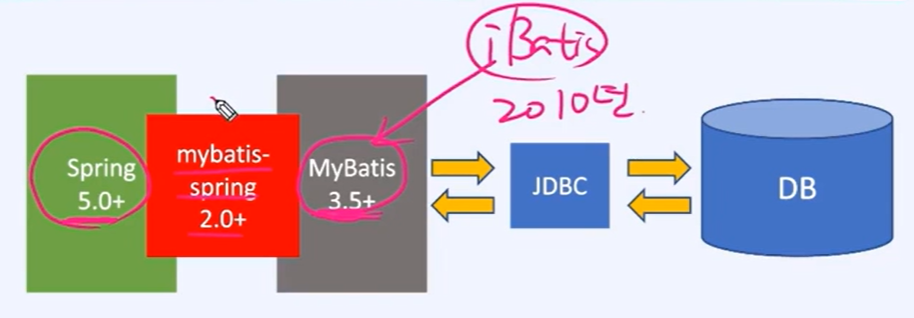 iBatis
2010년.
Spring
5.0+
mybatis-
spring
2.0+
MyBatis
3.5+
JDBC
DB